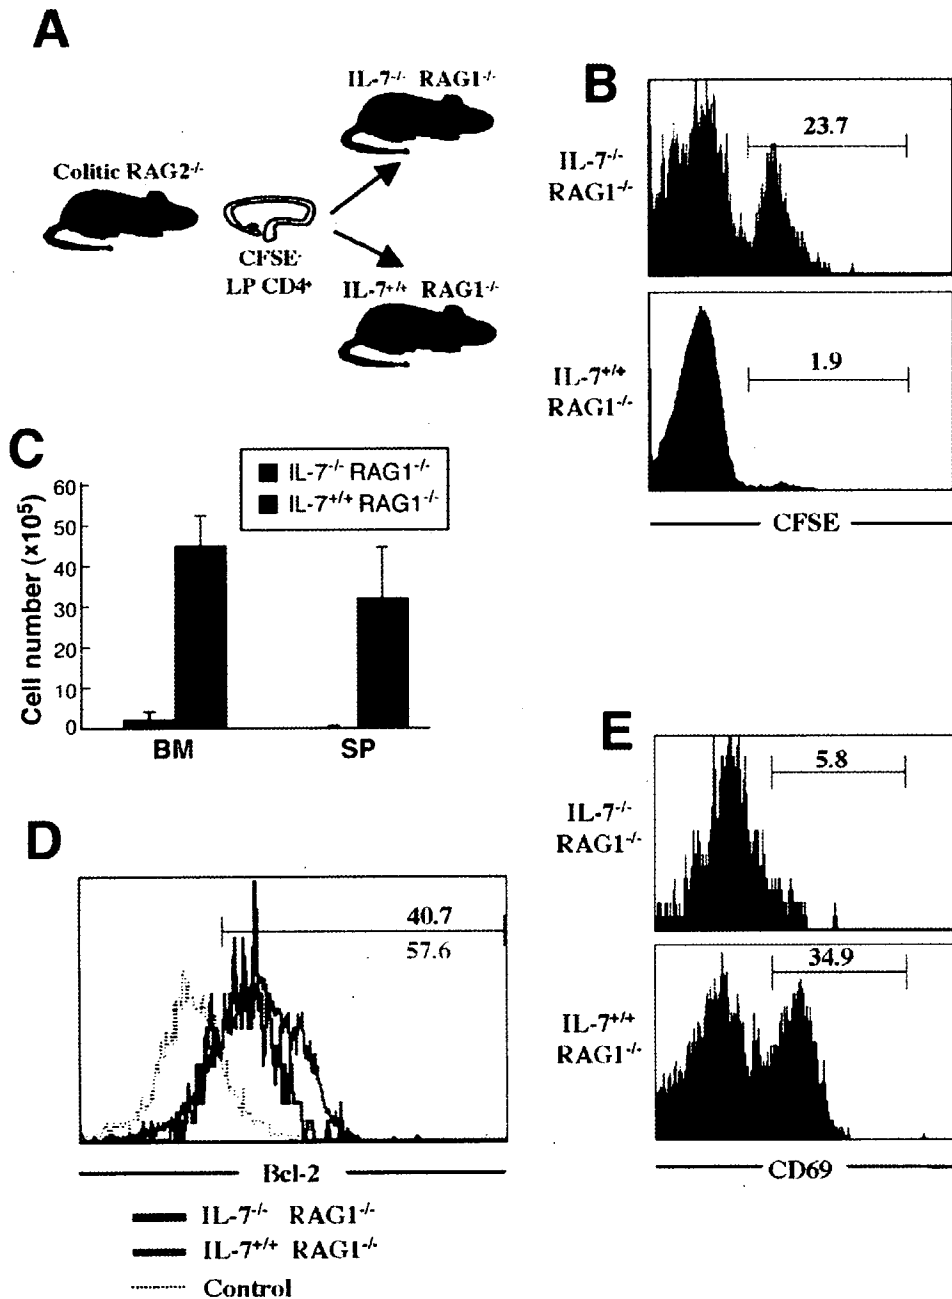 A
IL-7-/- RAG1-/-
Colitic RAG2-/-
CFSE-
LP CD4+
IL-7+/+ RAG1-/-
B
23.7
IL-7-/-
RAG1-/-
1.9
IL-7+/+
RAG1-/-
CFSE
C
IL-7-/- RAG1-/-
IL-7+/+ RAG1-/-
Cell number (x105)
60
50
40
30
20
10
0
BM SP
D
40.7
57.6
Bcl-2
IL-7-/- RAG1-/-
IL-7+/+ RAG1-/-
Control
E
5.8
IL-7-/-
RAG1-/-
34.9
IL-7+/+
RAG1-/-
CD69